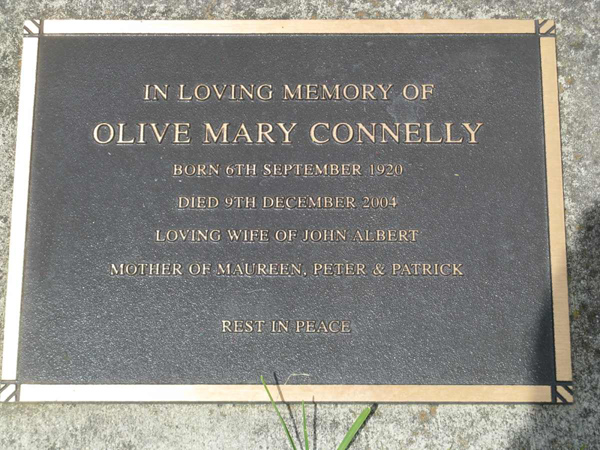 IN LOVING MEMORY OF
OLIVE MARY CONNELLY
BORN 6TH SEPTEMBER 1920
DIED 9TH DECEMBER 2004
LOVING WIFE OF JOHN ALBERT
MOTHER OF MAUREEN, PETER & PATRICK
REST IN PEACE